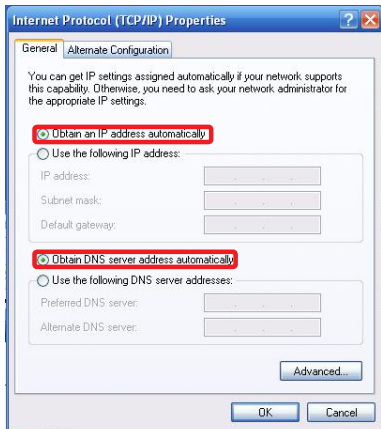 Internet Protocol (TCP/IP) Properties
General
Alternate Configuration
You can get IP settings assigned automatically if your network supports
this capability. Otherwise, you need to ask your network administrator for
the appropriate IP settings.
Obtain an IP address automatically
Use the following IP address:
IP address:
Subnet mask:
Default gateway:
Obtain DNS server address automatically
Use the following DNS server addresses:
Preferred DNS server:
Alternate DNS server:
Advanced...
OK
Cancel